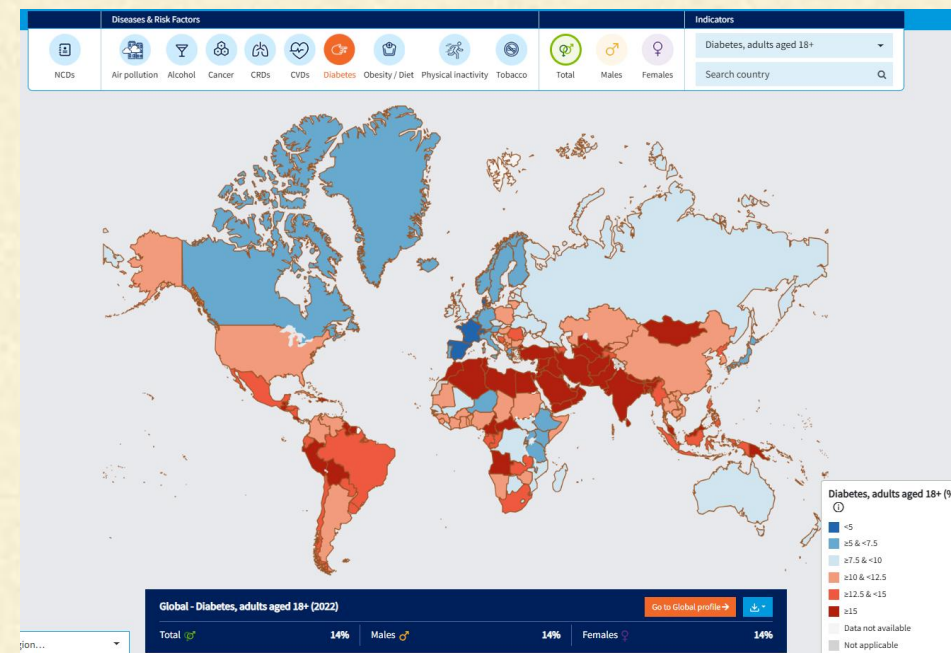 Diseases & Risk Factors
Indicators
NCDs
Air pollution
Alcohol
Cancer
CRDs
CVDs
Diabetes
Obesity / Diet
Physical inactivity
Tobacco
Total
Males
Females
Diabetes, adults aged 18+
Search country
Diabetes, adults aged 18+ (%
<5
≥5 & <7.5
≥7.5 & <10
≥10 & <12.5
≥12.5 & <15
≥15
Data not available
Not applicable
Global - Diabetes, adults aged 18+ (2022)
Go to Global profile
Total 14%
Males 14%
Females 14%
gion...